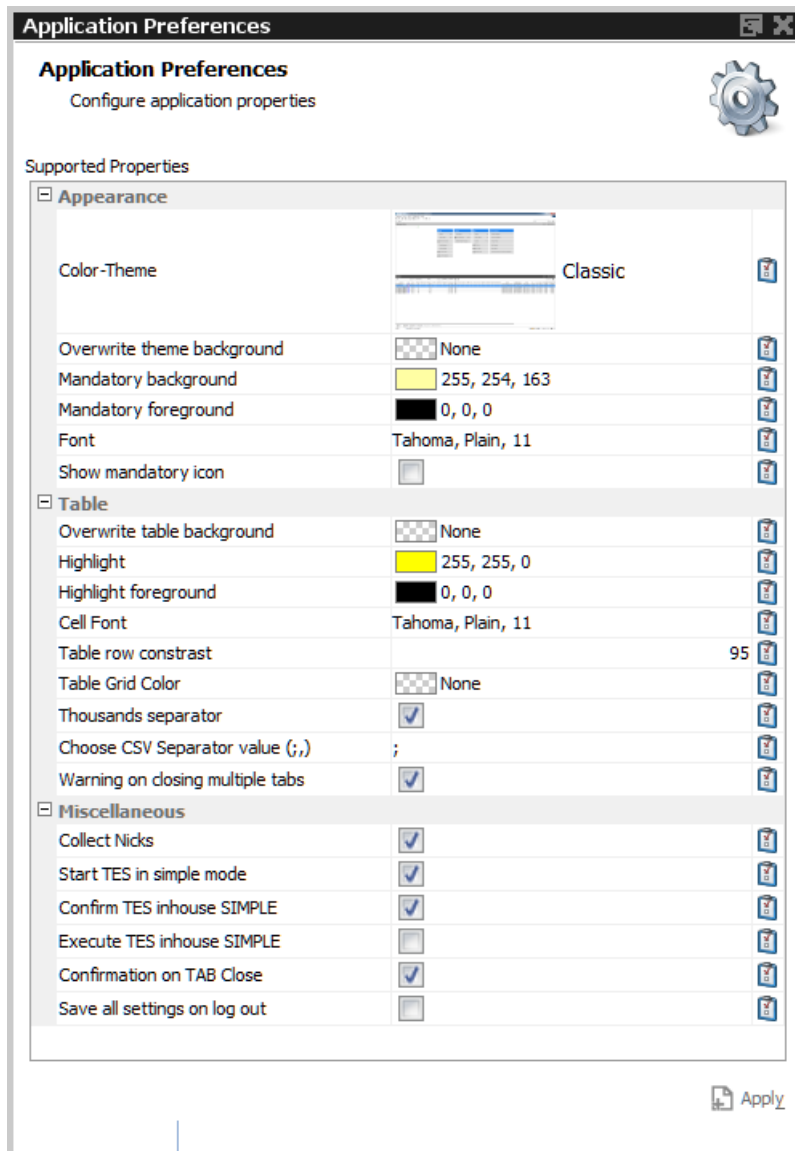 Application Preferences
Application Preferences
Configure application properties
Supported Properties
Appearance
Color-Theme Classic
Overwrite theme background None
Mandatory background 255, 254, 163
Mandatory foreground 0, 0, 0
Font Tahoma, Plain, 11
Show mandatory icon
Table
Overwrite table background None
Highlight 255, 255, 0
Highlight foreground 0, 0, 0
Cell Font Tahoma, Plain, 11
Table row constrast 95
Table Grid Color None
Thousands separator
Choose CSV Separator value (;,) ;
Warning on closing multiple tabs
Miscellaneous
Collect Nicks
Start TES in simple mode
Confirm TES inhouse SIMPLE
Execute TES inhouse SIMPLE
Confirmation on TAB Close
Save all settings on log out
Apply